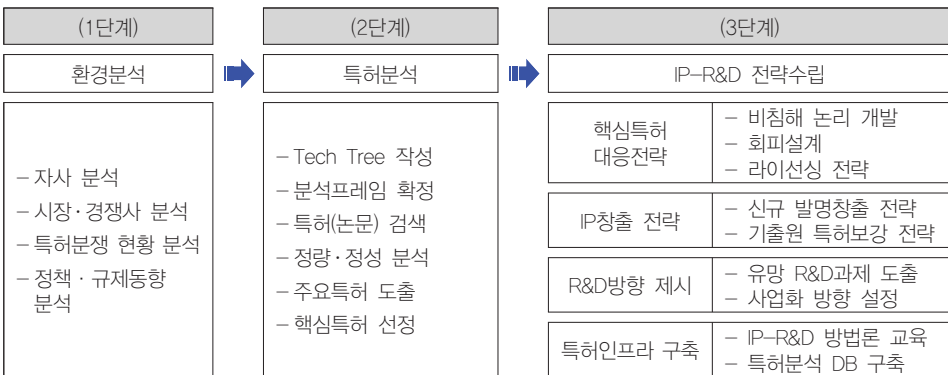 (1단계)
환경분석
– 자사 분석
– 시장·경쟁사 분석
– 특허분쟁 현황 분석
– 정책 · 규제동향
분석
(2단계)
특허분석
– Tech Tree 작성
– 분석프레임 확정
– 특허(논문) 검색
– 정량·정성 분석
– 주요특허 도출
– 핵심특허 선정
(3단계)
IP–R&D 전략수립
핵심특허
대응전략
– 비침해 논리 개발
– 회피설계
– 라이선싱 전략
IP창출 전략
– 신규 발명창출 전략
– 기출원 특허보강 전략
R&D방향 제시
– 유망 R&D과제 도출
– 사업화 방향 설정
특허인프라 구축
– IP–R&D 방법론 교육
– 특허분석 DB 구축